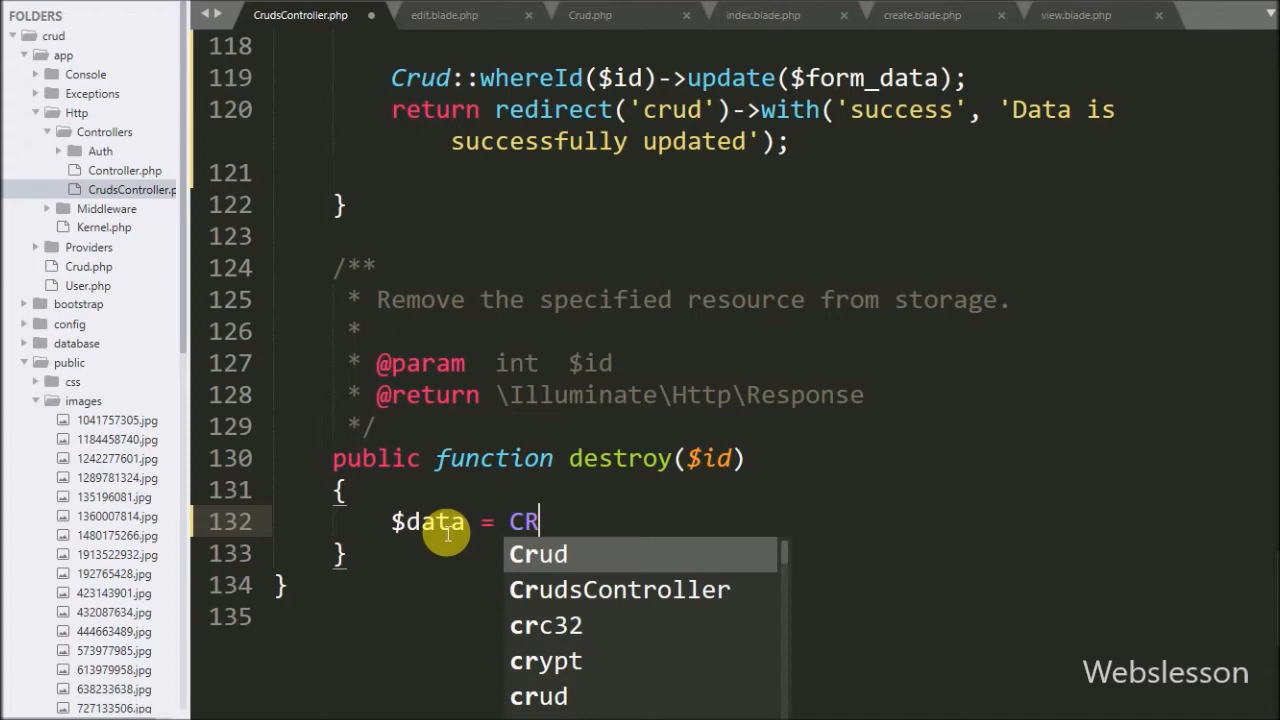 FOLDERS
crud
app
Console
Exceptions
Http
Controllers
Auth
Controller.php
CrudsController.p
Middleware
Kernel.php
Providers
Crud.php
User.php
bootstrap
config
database
public
css
images
1041757305.jpg
1184458740.jpg
1242277601.jpg
1289781324.jpg
135196081.jpg
1360007814.jpg
1480175266.jpg
1913522932.jpg
192765428.jpg
423143901.jpg
432087634.jpg
444663489.jpg
573977985.jpg
613979958.jpg
638233638.jpg
727133506.jpg
CrudsController.php edit.blade.php Crud.php index.blade.php create.blade.php view.blade.php
118
119 Crud::whereId($id)->update($form_data);
120 return redirect('crud')->with('success', 'Data is
successfully updated');
121
122 }
123
124 /**
125 * Remove the specified resource from storage.
126 *
127 * @param  int  $id
128 * @return \Illuminate\Http\Response
129 */
130 public function destroy($id)
131 {
132 $data = CR
133 }
134 }
135
Crud
CrudsController
crc32
crypt
crud
Webslesson